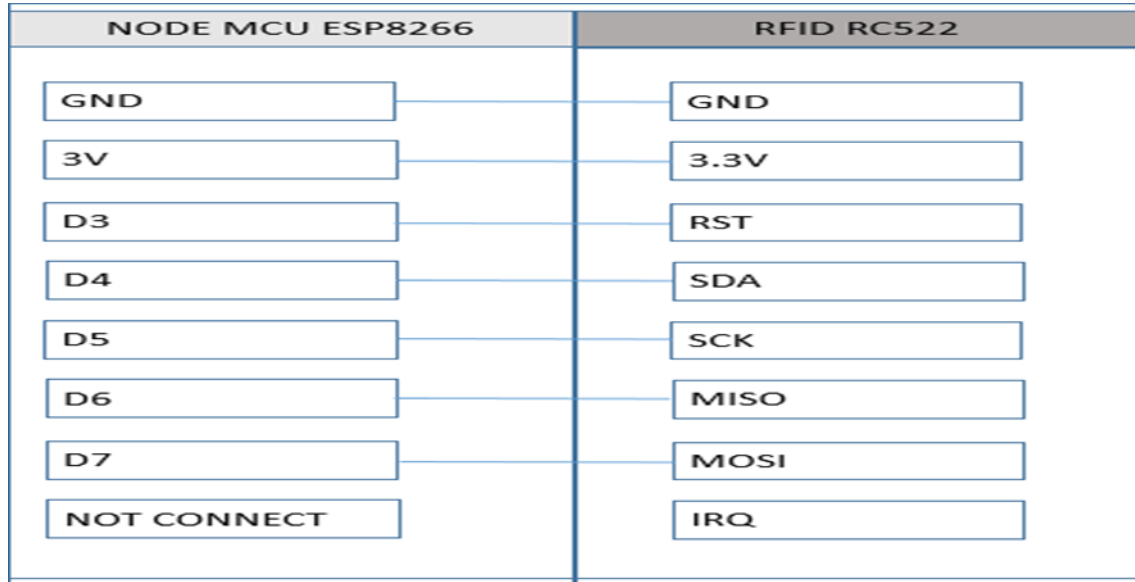 NODE MCU ESP8266 RFID RC522
GND GND
3V 3.3V
D3 RST
D4 SDA
D5 SCK
D6 MISO
D7 MOSI
NOT CONNECT IRQ